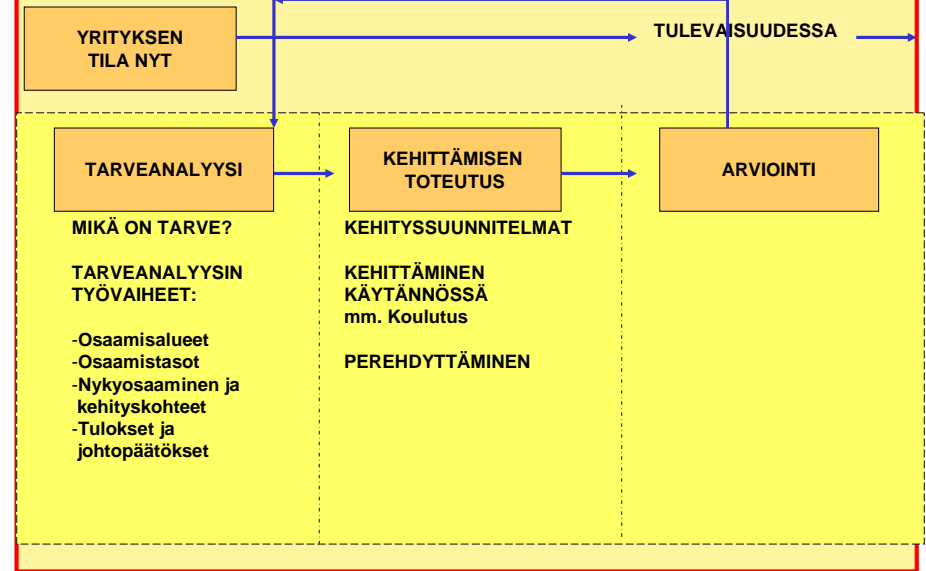 YRITYKSEN
TILA NYT
TULEVAISUUDESSA
TARVEANALYYSI
MIKÄ ON TARVE?
TARVEANALYYSIN
TYÖVAIHEET:
-Osaamisalueet
-Osaamistasot
-Nykyosaaminen ja
kehityskohteet
-Tulokset ja
johtopäätökset
KEHITTÄMISEN
TOTEUTUS
KEHITYSSUUNNITELMAT
KEHITTÄMINEN
KÄYTÄNNÖSSÄ
mm. Koulutus
PEREHDYTTÄMINEN
ARVIOINTI